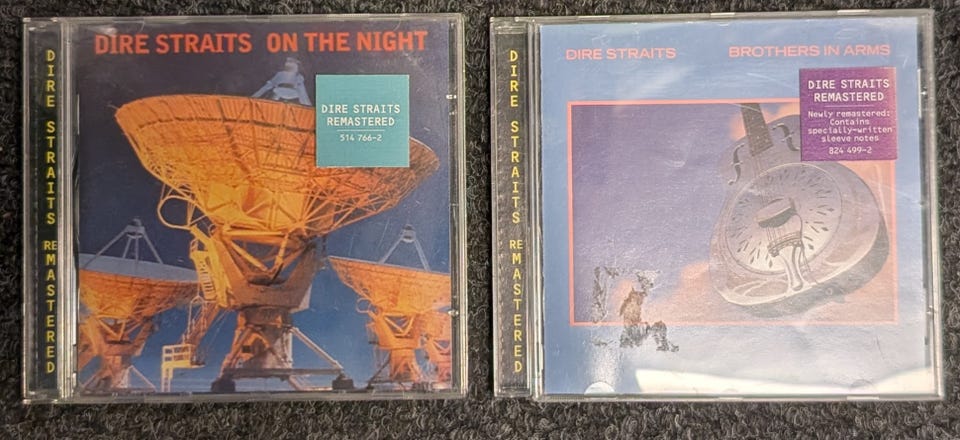 DIRE STRAITS REMASTERED
DIRE STRAITS ON THE NIGHT
DIRE STRAITS
REMASTERED
514 766-2
DIRE STRAITS REMASTERED
DIRE STRAITS BROTHERS IN ARMS
DIRE STRAITS
REMASTERED
Newly remastered:
Contains
specially-written
sleeve notes
824 499-2